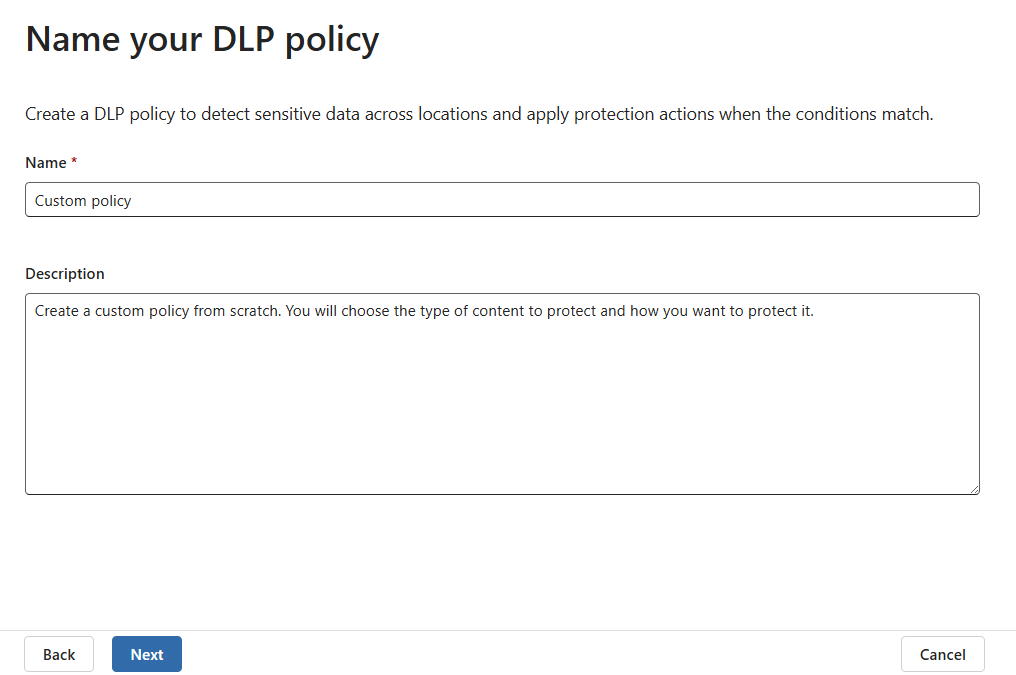 Name your DLP policy
Create a DLP policy to detect sensitive data across locations and apply protection actions when the conditions match.
Name *
Custom policy
Description
Create a custom policy from scratch. You will choose the type of content to protect and how you want to protect it.
Back
Next
Cancel